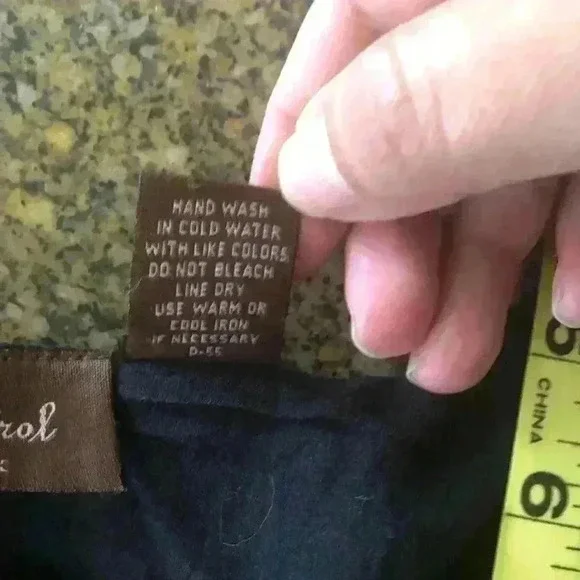 HAND WASH
IN COLD WATER
WITH LIKE COLORS
DO NOT BLEACH
LINE DRY
USE WARM OR
COOL IRON
IF NECESSARY
D-55
rol
CHINA
6